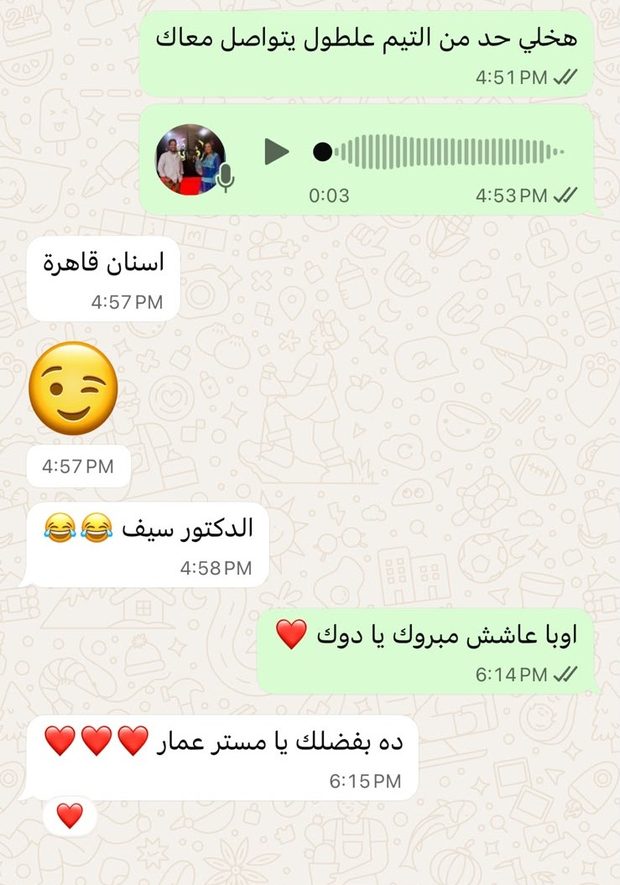 هخلي حد من التيم علطول يتواصل معاك
4:51 PM
0:03
4:53 PM
اسنان قاهرة
4:57 PM
😉
4:57 PM
الدكتور سيف 😂😂
4:58 PM
اوبا عاشش مبروك يا دوك ❤️
6:14 PM
ده بفضلك يا مستر عمار ❤️❤️❤️
6:15 PM
❤️